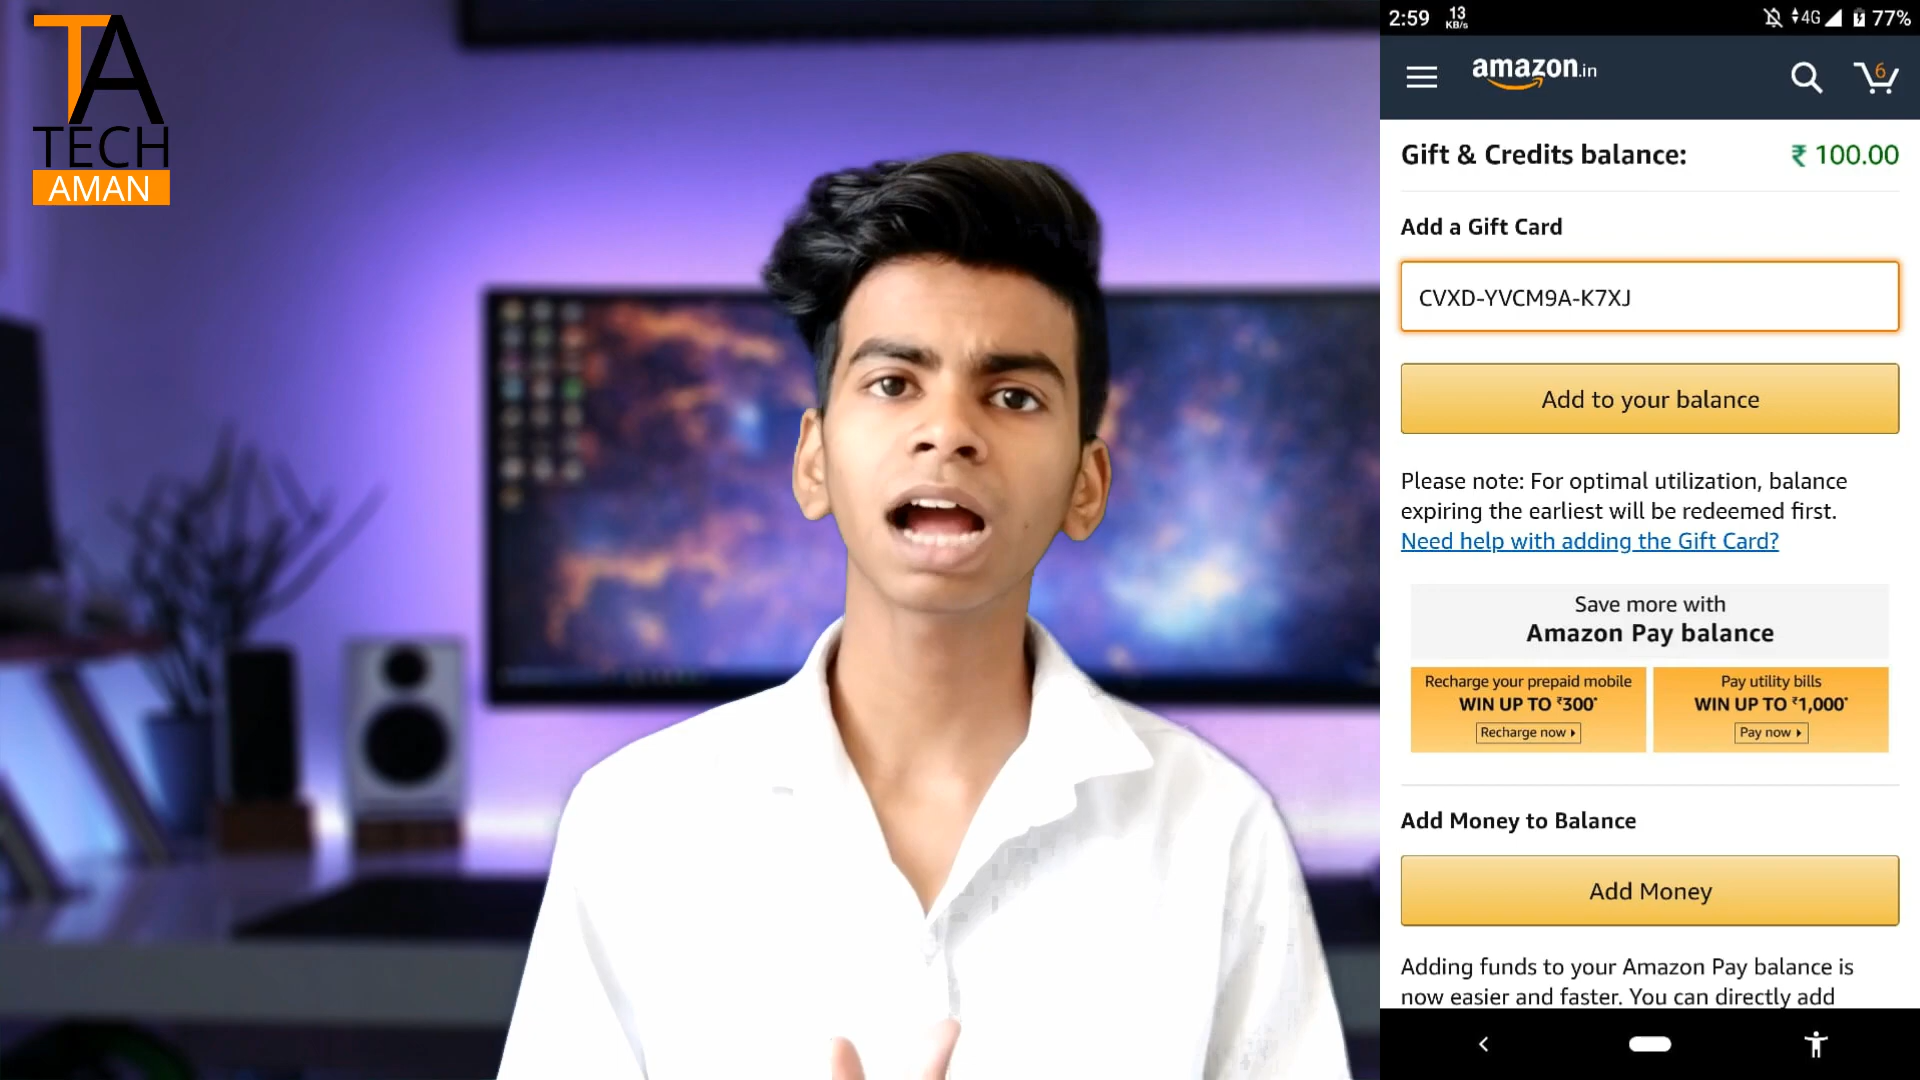 TA
TECH
AMAN
2:59 13 KB/s 4G 77%
amazon.in 6
Gift & Credits balance: ₹ 100.00
Add a Gift Card
CVXD-YVCM9A-K7XJ
Add to your balance
Please note: For optimal utilization, balance
expiring the earliest will be redeemed first.
Need help with adding the Gift Card?
Save more with
Amazon Pay balance
Recharge your prepaid mobile
WIN UP TO ₹300*
Recharge now
Pay utility bills
WIN UP TO ₹1,000*
Pay now
Add Money to Balance
Add Money
Adding funds to your Amazon Pay balance is
now easier and faster. You can directly add